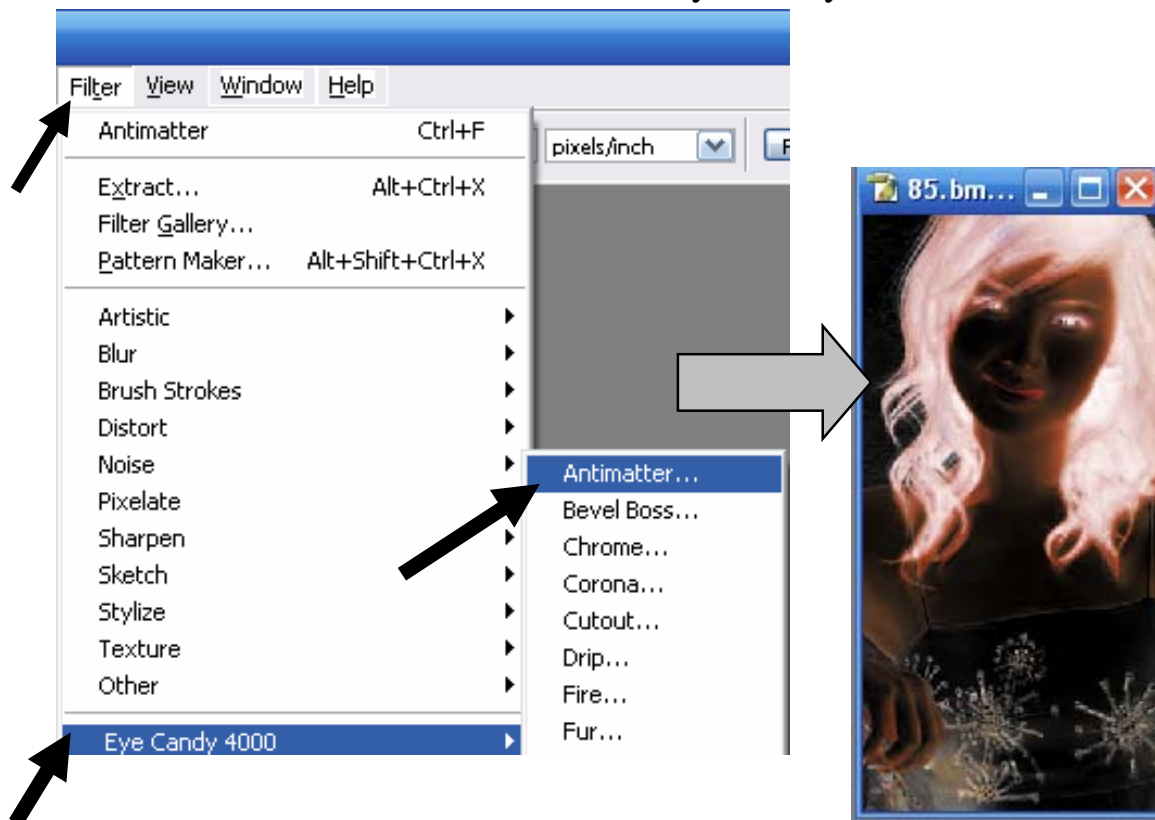 Filter View Window Help
Antimatter Ctrl+F
pixels/inch
Extract... Alt+Ctrl+X
Filter Gallery...
Pattern Maker... Alt+Shift+Ctrl+X
Artistic
Blur
Brush Strokes
Distort
Noise
Pixelate
Sharpen
Sketch
Stylize
Texture
Other
Eye Candy 4000
Antimatter...
Bevel Boss...
Chrome...
Corona...
Cutout...
Drip...
Fire...
Fur...
85.bm...